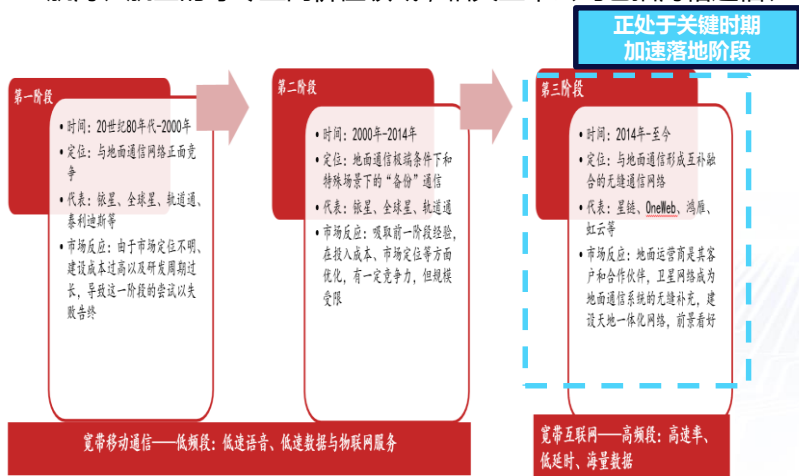 正处于关键时期
加速落地阶段
第一阶段
• 时间：20世纪80年代-2000年
• 定位：与地面通信网络正面竞
争
• 代表：铱星、全球星、轨道通、
泰利迪斯等
• 市场反应：由于市场定位不明、
建设成本过高以及研发周期过
长，导致这一阶段的尝试以失
败告终
第二阶段
• 时间：2000年-2014年
• 定位：地面通信极端条件下和
特殊场景下的“备份”通信
• 代表：铱星、全球星、轨道通
• 市场反应：吸取前一阶段经验，
在投入成本、市场定位等方面
优化，有一定竞争力，但规模
受限
第三阶段
• 时间：2014年-至今
• 定位：与地面通信形成互补融
合的无缝通信网络
• 代表：星链、OneWeb、鸿雁、
虹云等
• 市场反应：地面运营商是其客
户和合作伙伴，卫星网络成为
地面通信系统的无缝补充，建
设天地一体化网络，前景看好
宽带移动通信——低频段：低速语音、低速数据与物联网服务
宽带互联网——高频段：高速率、
低延时、海量数据